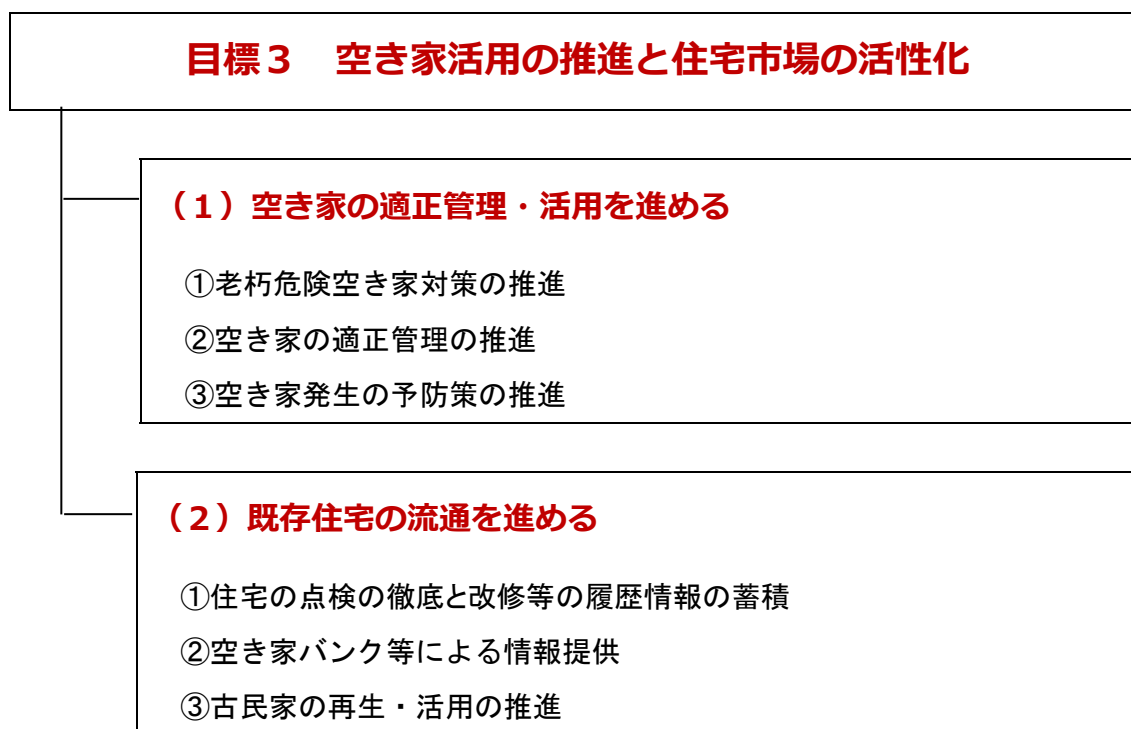 目標３　空き家活用の推進と住宅市場の活性化
（１）空き家の適正管理・活用を進める
①老朽危険空き家対策の推進
②空き家の適正管理の推進
③空き家発生の予防策の推進
（２）既存住宅の流通を進める
①住宅の点検の徹底と改修等の履歴情報の蓄積
②空き家バンク等による情報提供
③古民家の再生・活用の推進